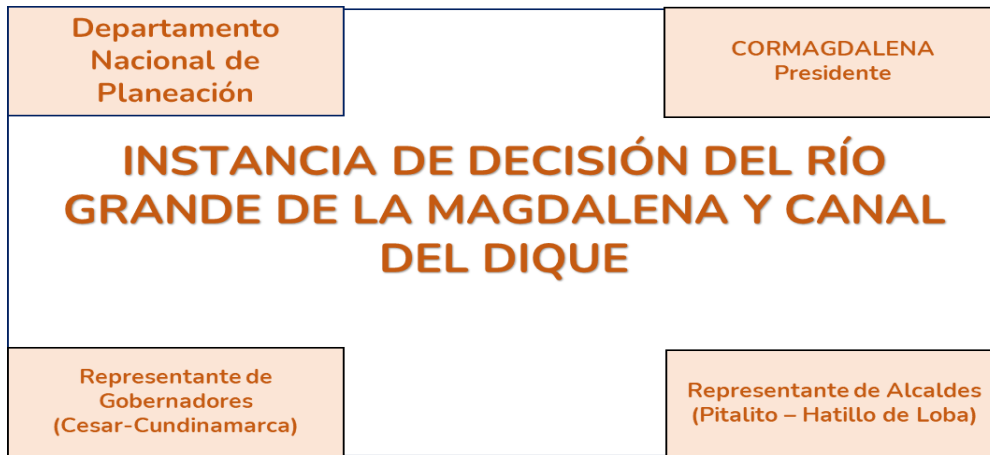 Departamento
Nacional de
Planeación
CORMAGDALENA
Presidente
INSTANCIA DE DECISIÓN DEL RÍO
GRANDE DE LA MAGDALENA Y CANAL
DEL DIQUE
Representante de
Gobernadores
(Cesar-Cundinamarca)
Representante de Alcaldes
(Pitalito – Hatillo de Loba)